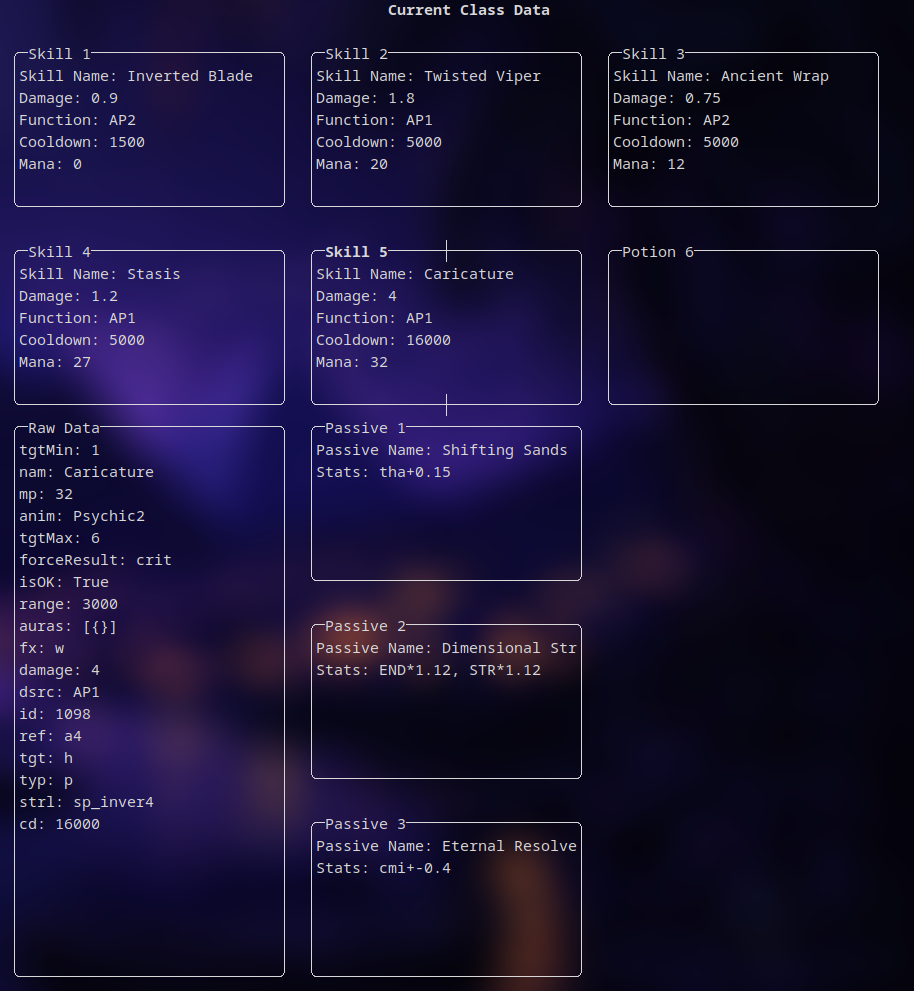 Current Class Data
Skill 1
Skill Name: Inverted Blade
Damage: 0.9
Function: AP2
Cooldown: 1500
Mana: 0
Skill 2
Skill Name: Twisted Viper
Damage: 1.8
Function: AP1
Cooldown: 5000
Mana: 20
Skill 3
Skill Name: Ancient Wrap
Damage: 0.75
Function: AP2
Cooldown: 5000
Mana: 12
Skill 4
Skill Name: Stasis
Damage: 1.2
Function: AP1
Cooldown: 5000
Mana: 27
Skill 5
Skill Name: Caricature
Damage: 4
Function: AP1
Cooldown: 16000
Mana: 32
Potion 6
Raw Data
tgtMin: 1
nam: Caricature
mp: 32
anim: Psychic2
tgtMax: 6
forceResult: crit
isOK: True
range: 3000
auras: [{}]
fx: w
damage: 4
dsrc: AP1
id: 1098
ref: a4
tgt: h
typ: p
strl: sp_inver4
cd: 16000
Passive 1
Passive Name: Shifting Sands
Stats: tha+0.15
Passive 2
Passive Name: Dimensional Str
Stats: END*1.12, STR*1.12
Passive 3
Passive Name: Eternal Resolve
Stats: cmi+-0.4